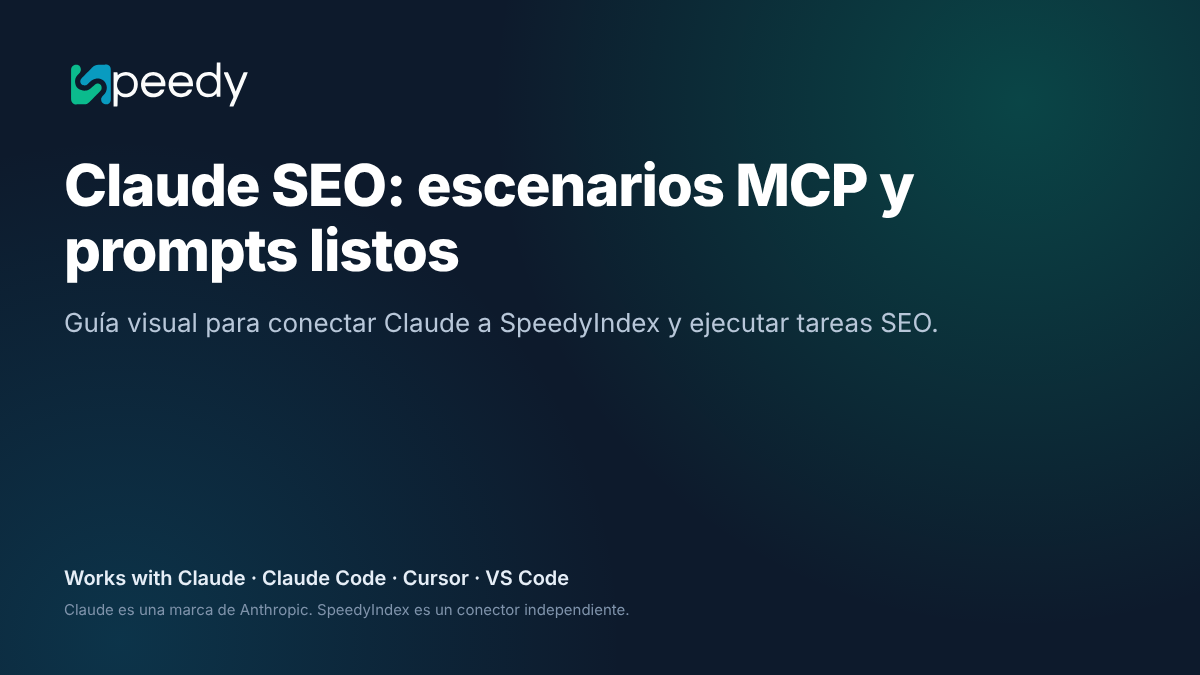 Speedy
Claude SEO: escenarios MCP y
prompts listos
Guía visual para conectar Claude a SpeedyIndex y ejecutar tareas SEO.
Works with Claude · Claude Code · Cursor · VS Code
Claude es una marca de Anthropic. SpeedyIndex es un conector independiente.